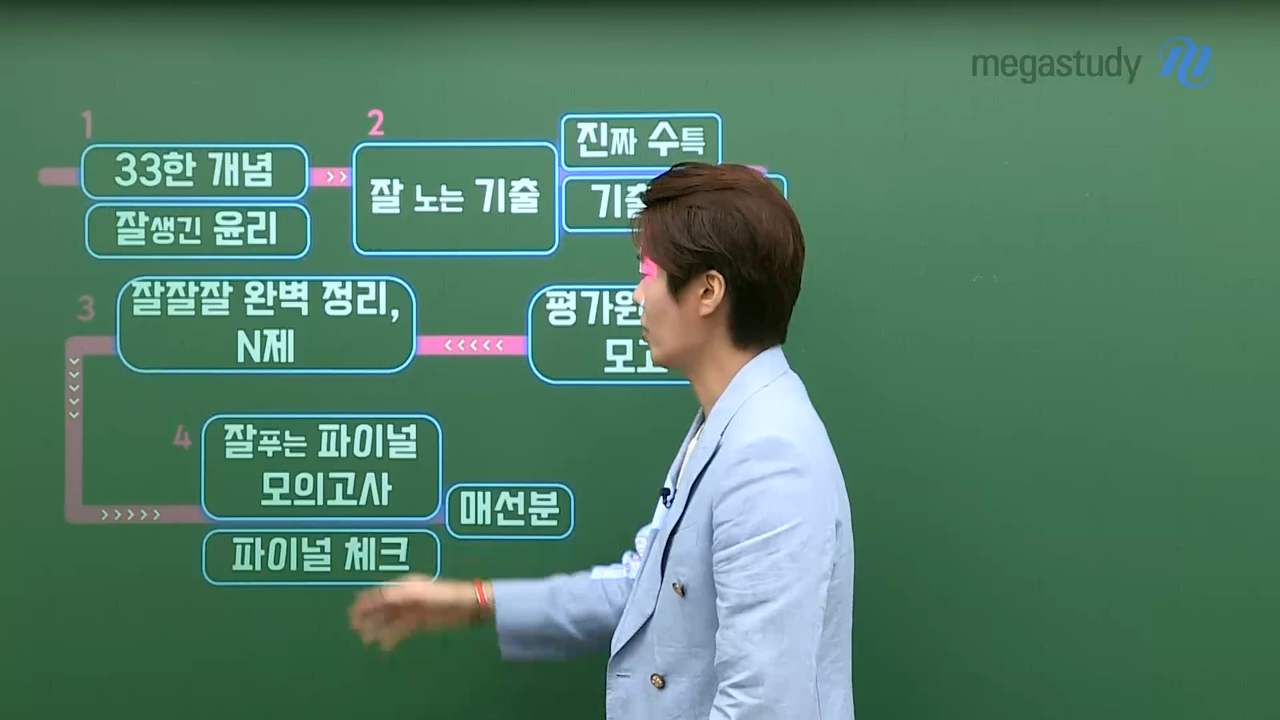 megastudy
1
33한 개념
잘생긴 윤리
2
잘 노는 기출
진짜 수특
3
잘잘잘 완벽 정리,
N제
4
잘푸는 파이널
모의고사
매선분
파이널 체크